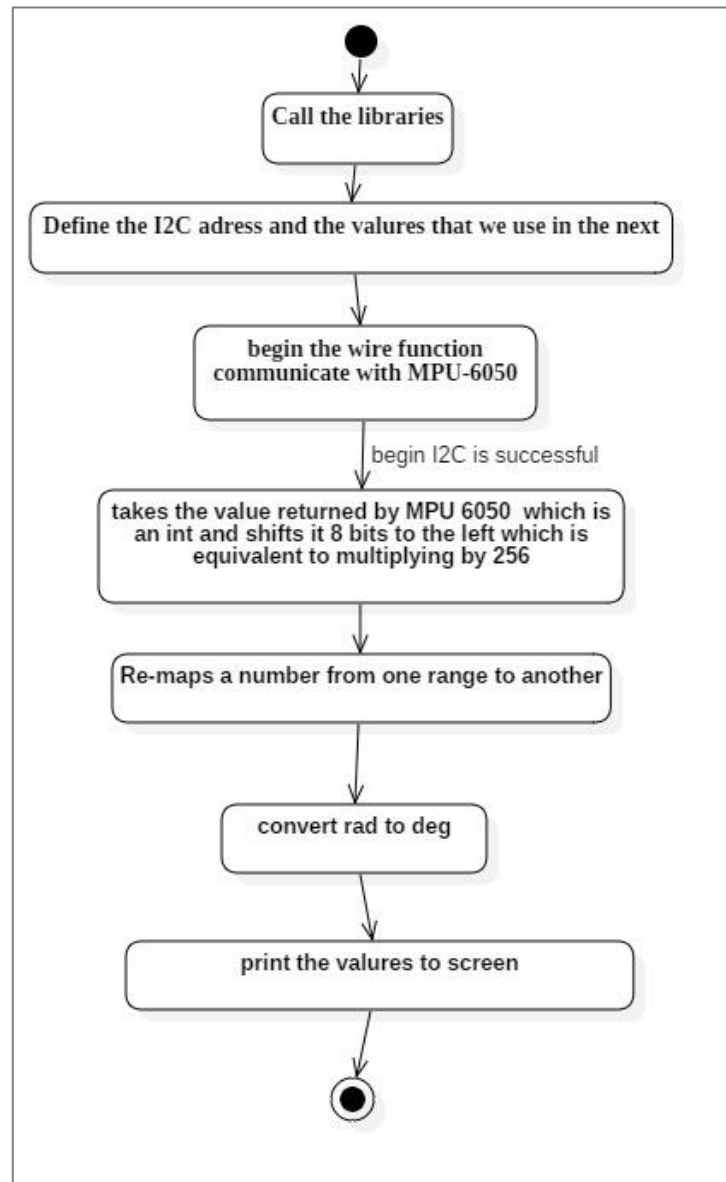 Call the libraries
Define the I2C adress and the valures that we use in the next
begin the wire function
communicate with MPU-6050
begin I2C is successful
takes the value returned by MPU 6050 which is
an int and shifts it 8 bits to the left which is
equivalent to multiplying by 256
Re-maps a number from one range to another
convert rad to deg
print the valures to screen